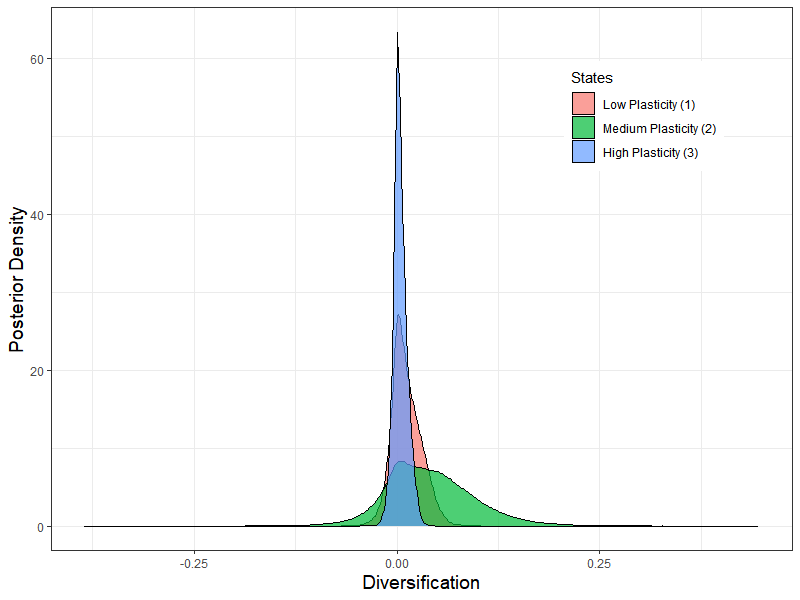 States
Low Plasticity (1)
Medium Plasticity (2)
High Plasticity (3)
Posterior Density
60
40
20
0
-0.25
0.00
0.25
Diversification